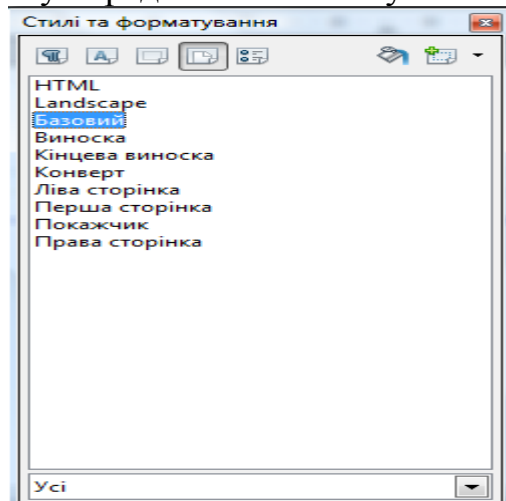 Стилі та форматування
HTML
Landscape
Базовий
Виноска
Кінцева виноска
Конверт
Ліва сторінка
Перша сторінка
Покажчик
Права сторінка
Усі